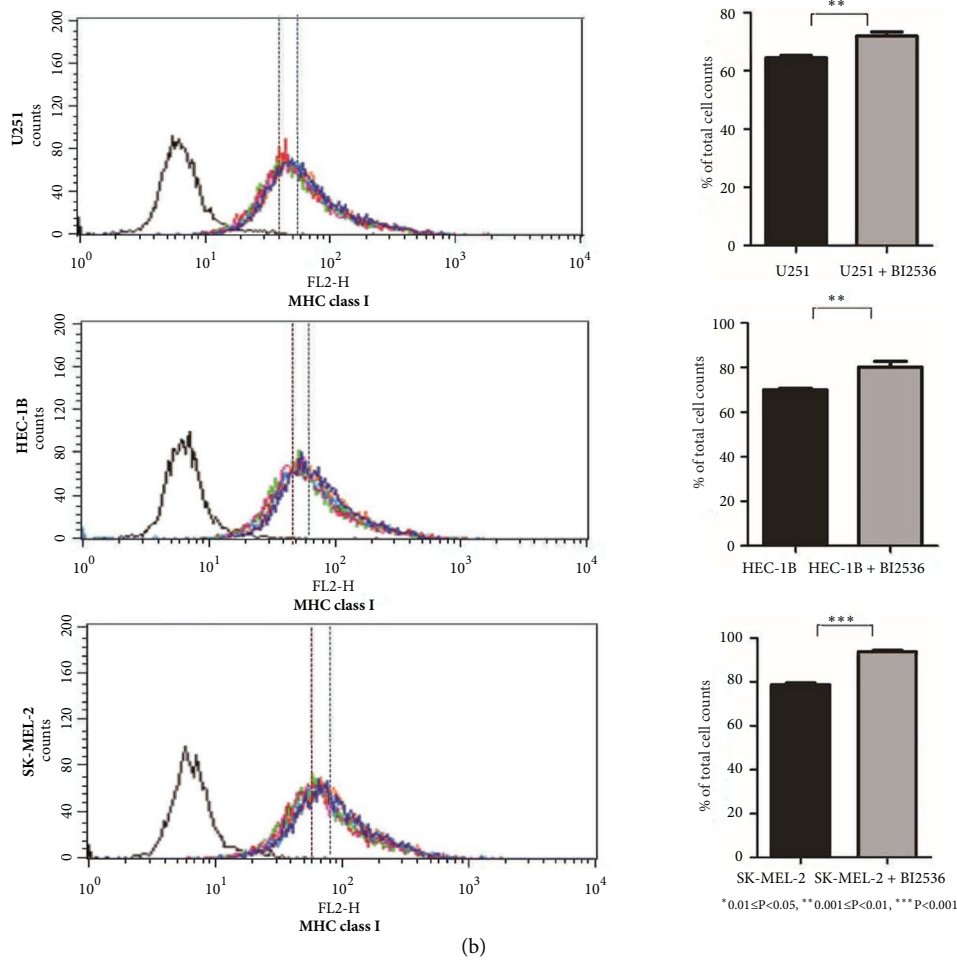 U251
counts
200
160
120
80
40
0
10^0
10^1
10^2
10^3
10^4
FL2-H
MHC class I
% of total cell counts
80
60
40
20
0
**
U251
U251 + BI2536
HEC-1B
counts
200
160
120
80
40
0
10^0
10^1
10^2
10^3
10^4
FL2-H
MHC class I
% of total cell counts
100
80
60
40
20
0
**
HEC-1B
HEC-1B + BI2536
SK-MEL-2
counts
200
160
120
80
40
0
10^0
10^1
10^2
10^3
10^4
FL2-H
MHC class I
% of total cell counts
100
80
60
40
20
0
***
SK-MEL-2
SK-MEL-2 + BI2536
*0.01≤P<0.05, **0.001≤P<0.01, ***P<0.001
(b)